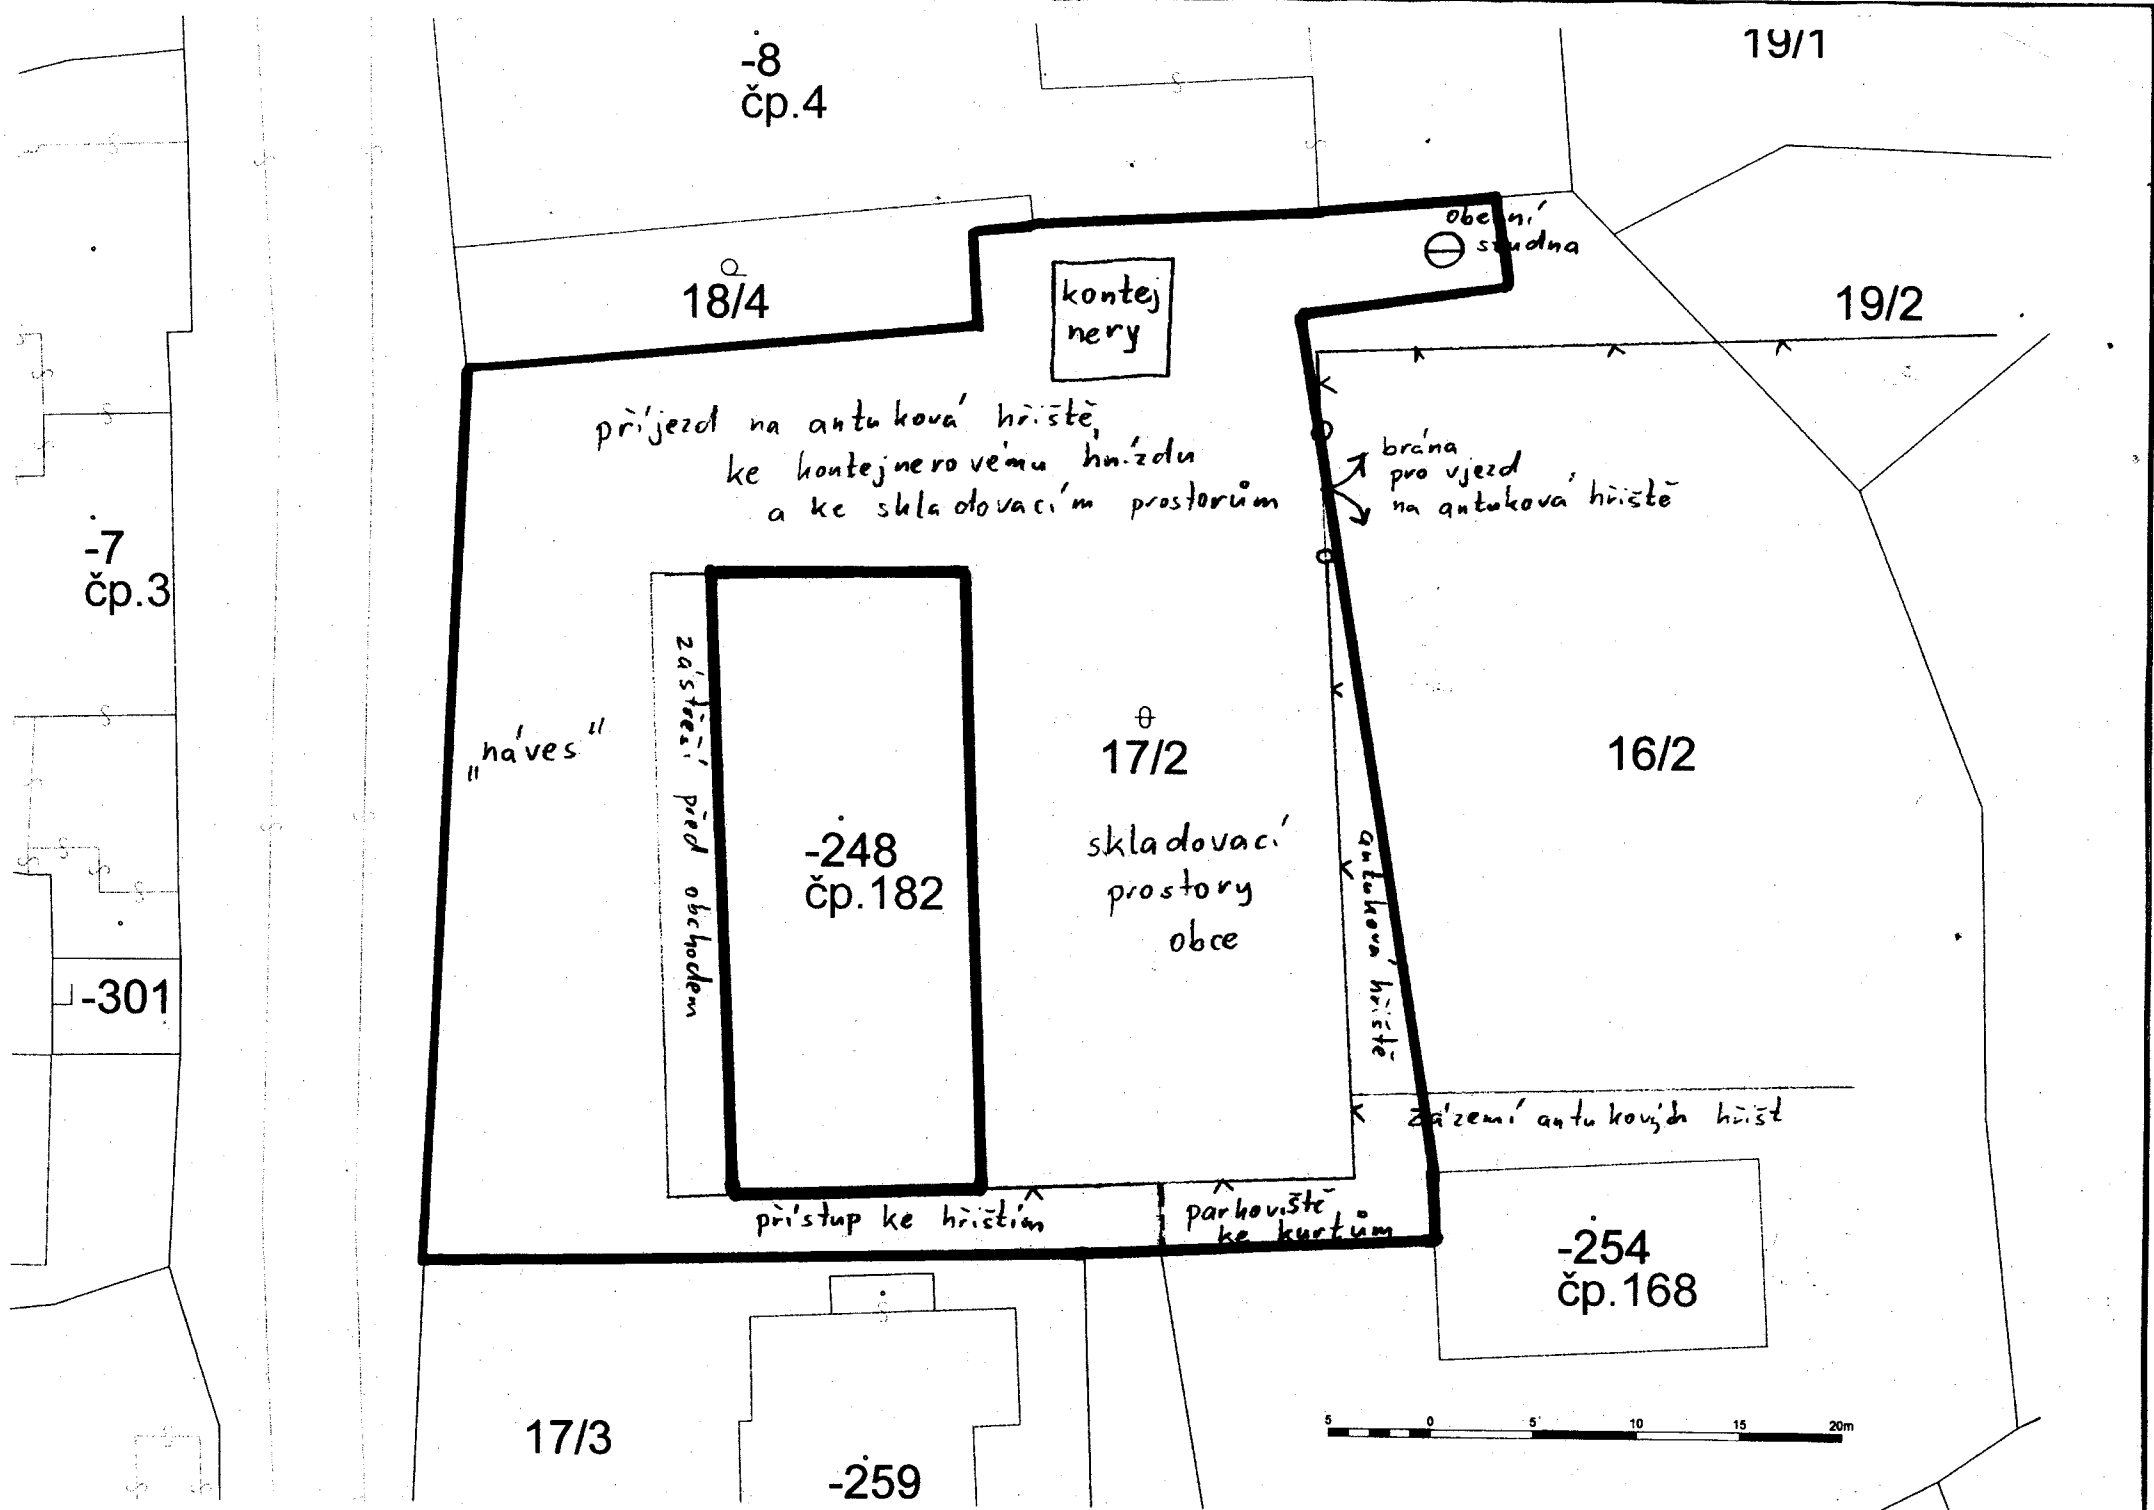 19/1
-8
čp.4
obecní
studna
kontej
nery
18/4
19/2
příjezd na antuková hřiště,
ke kontejnerovému hnízdu
a ke skladovacím prostorům
brána
pro vjezd
na antuková hřiště
-7
čp.3
zástřeší před obchodem
„náves"
17/2
16/2
-248
čp.182
skladovací
prostory
obce
antuková hřiště
-301
zázemí antukových hřišť
přístup ke hřištím
parkoviště
ke kurtům
-254
čp.168
17/3
-259
5 0 5 10 15 20m